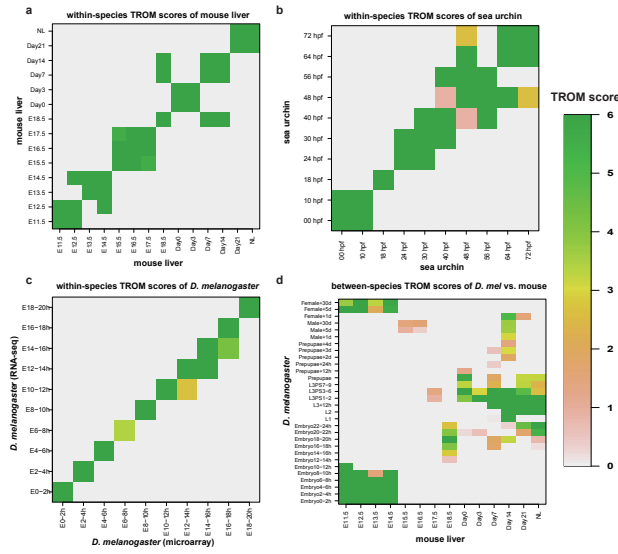 within-species TROM scores of mouse liver
a
mouse liver
NL
Day21
Day14
Day7
Day3
Day0
E18.5
E17.5
E16.5
E15.5
E14.5
E13.5
E12.5
E11.5
E11.5
E12.5
E13.5
E14.5
E15.5
E16.5
E17.5
E18.5
Day0
Day3
Day7
Day14
Day21
NL
mouse liver
b
within-species TROM scores of sea urchin
sea urchin
72 hpf
64 hpf
56 hpf
48 hpf
40 hpf
30 hpf
24 hpf
18 hpf
10 hpf
00 hpf
00 hpf
10 hpf
18 hpf
24 hpf
30 hpf
40 hpf
48 hpf
56 hpf
64 hpf
72 hpf
sea urchin
TROM score
6
5
4
3
2
1
0
c
within-species TROM scores of D. melanogaster
D. melanogaster (RNA-seq)
E18-20h
E16-18h
E14-16h
E12-14h
E10-12h
E8-10h
E6-8h
E4-6h
E2-4h
E0-2h
E0-2h
E2-4h
E4-6h
E6-8h
E8-10h
E10-12h
E12-14h
E14-16h
E16-18h
E18-20h
D. melanogaster (microarray)
d
between-species TROM scores of D. mel vs. mouse
D. melanogaster
Female+30d
Female+5d
Female+1d
Male+30d
Male+5d
Male+1d
Prepupae+4d
Prepupae+3d
Prepupae+2d
Prepupae+24h
Prepupae+12h
Prepupae
L3PS7-9
L3PS3-6
L3PS1-2
L3+12h
L2
L1
Embryo22-24h
Embryo20-22h
Embryo18-20h
Embryo16-18h
Embryo14-16h
Embryo12-14h
Embryo10-12h
Embryo8-10h
Embryo6-8h
Embryo4-6h
Embryo2-4h
Embryo0-2h
E11.5
E12.5
E13.5
E14.5
E15.5
E16.5
E17.5
E18.5
Day0
Day3
Day7
Day14
Day21
NL
mouse liver